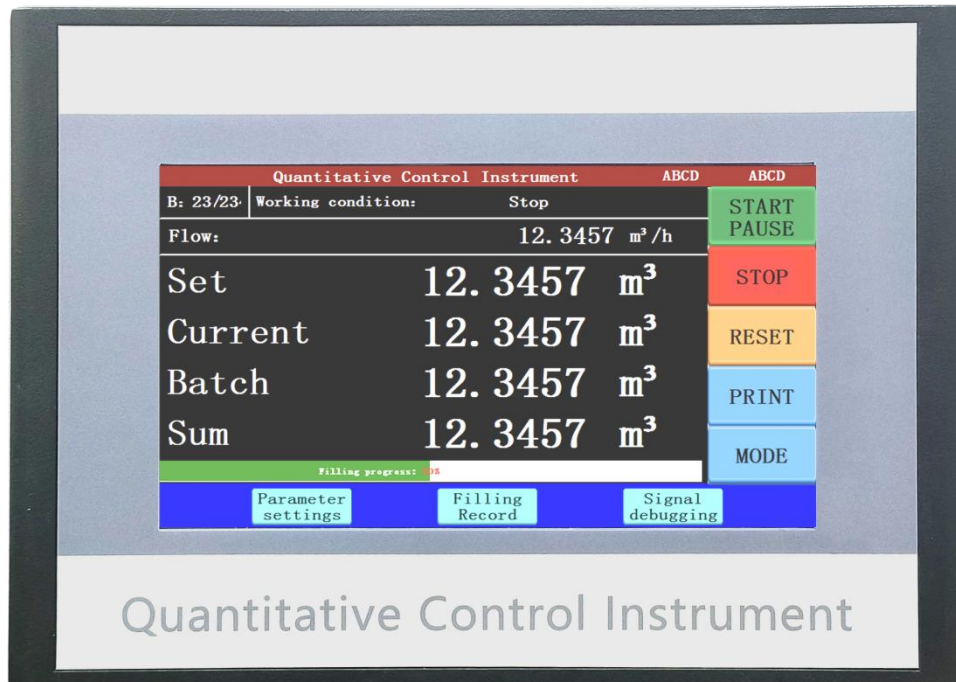 Quantitative Control Instrument ABCD ABCD
B: 23/23 Working condition: Stop
Flow: 12.3457 m³/h
START
PAUSE
Set 12.3457 m³
STOP
Current 12.3457 m³
RESET
Batch 12.3457 m³
PRINT
Sum 12.3457 m³
MODE
Filling progress:
Parameter
settings
Filling
Record
Signal
debugging
Quantitative Control Instrument